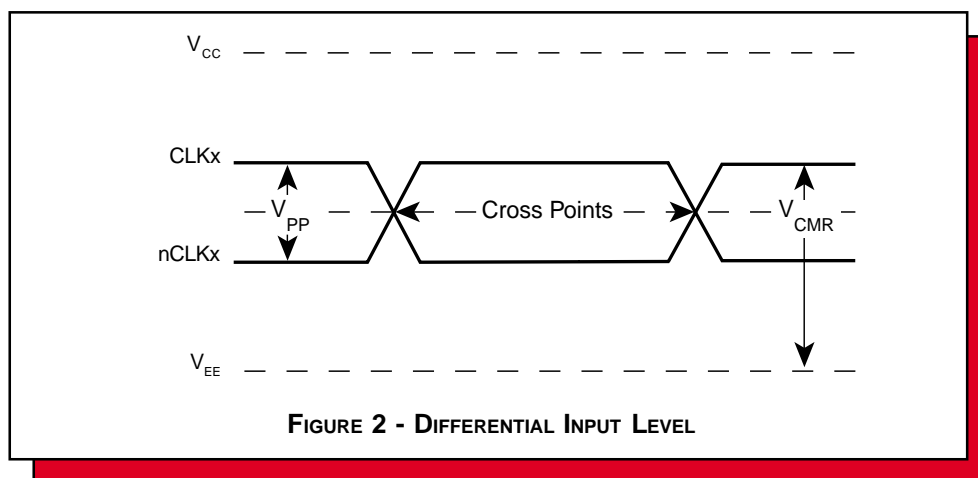 VCC
CLKx
VPP
Cross Points
VCMR
nCLKx
VEE
FIGURE 2 - DIFFERENTIAL INPUT LEVEL